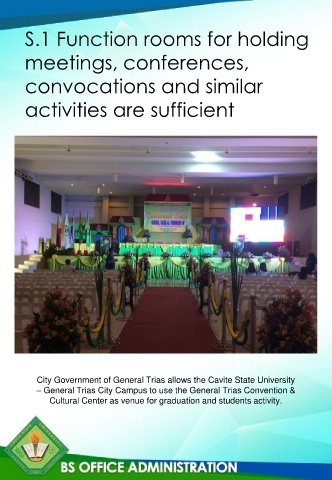 S.1 Function rooms for holding
meetings, conferences,
convocations and similar
activities are sufficient
City Government of General Trias allows the Cavite State University
– General Trias City Campus to use the General Trias Convention &
Cultural Center as venue for graduation and students activity.
BS OFFICE ADMINISTRATION